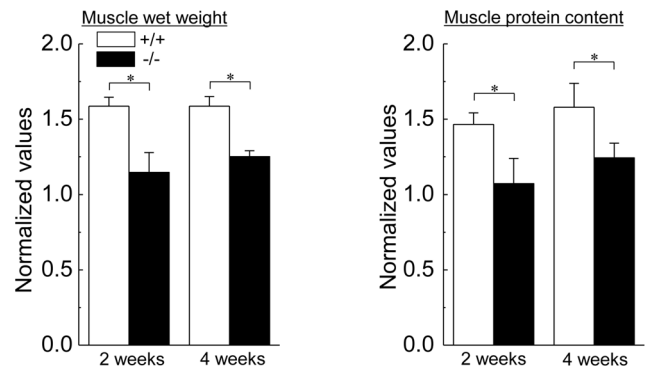 Muscle wet weight
+/+
-/-
2.0
1.5
1.0
0.5
0.0
Normalized values
*
*
2 weeks 4 weeks
Muscle protein content
2.0
1.5
1.0
0.5
0.0
Normalized values
*
*
2 weeks 4 weeks